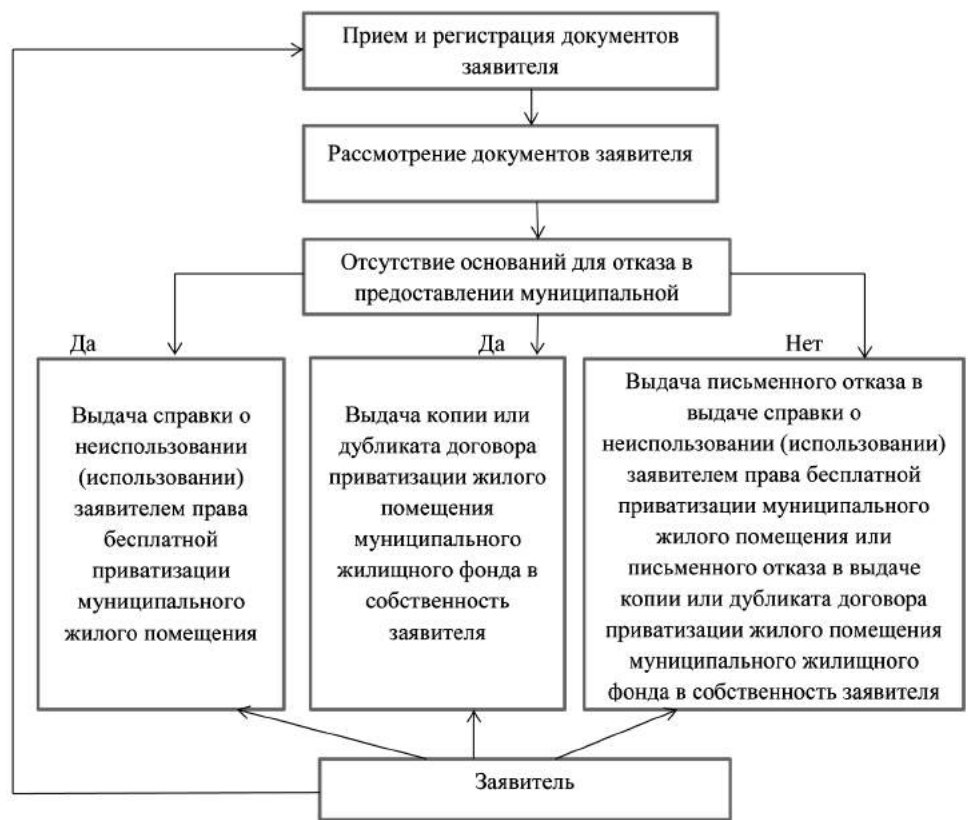 Прием и регистрация документов
заявителя
Рассмотрение документов заявителя
Отсутствие оснований для отказа в
предоставлении муниципальной
Да
Да
Нет
Выдача справки о
неиспользовании
(использовании)
заявителем права
бесплатной
приватизации
муниципального
жилого помещения
Выдача копии или
дубликата договора
приватизации жилого
помещения
муниципального
жилищного фонда в
собственность
заявителя
Выдача письменного отказа в
выдаче справки о
неиспользовании (использовании)
заявителем права бесплатной
приватизации муниципального
жилого помещения или
письменного отказа в выдаче
копии или дубликата договора
приватизации жилого помещения
муниципального жилищного
фонда в собственность заявителя
Заявитель